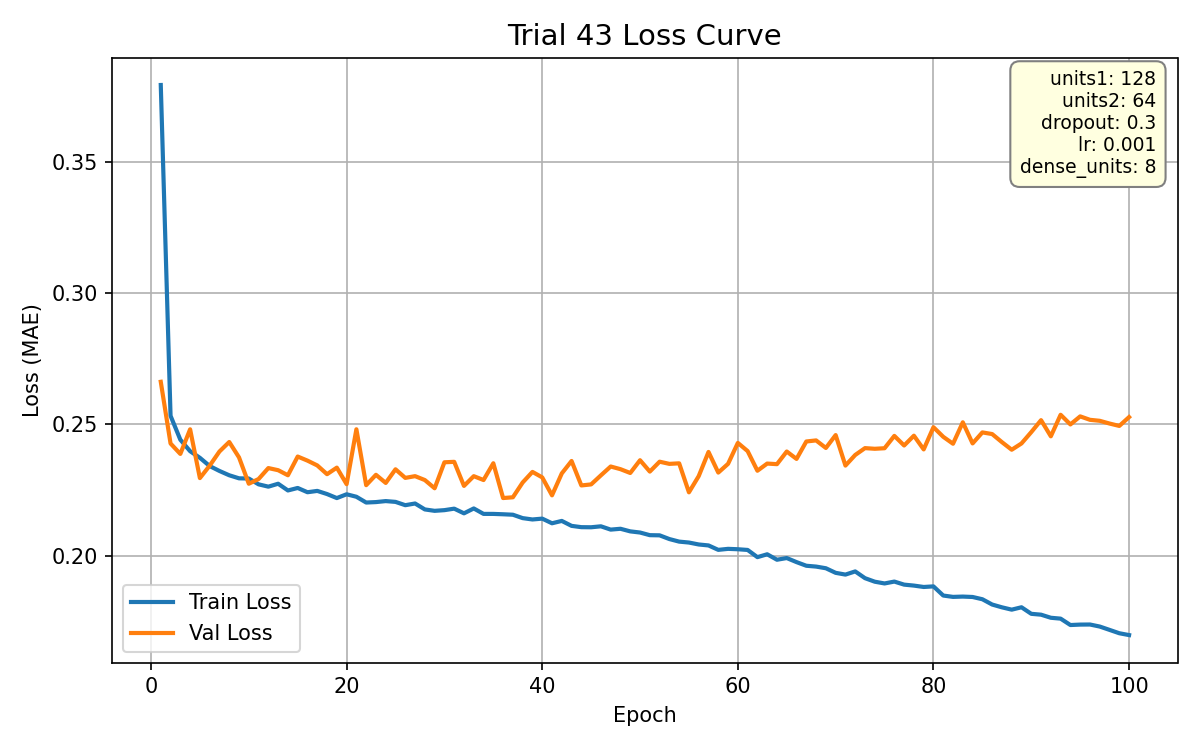 Trial 43 Loss Curve
units1: 128
units2: 64
dropout: 0.3
lr: 0.001
dense_units: 8
Loss (MAE)
0.35
0.30
0.25
0.20
Train Loss
Val Loss
0 20 40 60 80 100
Epoch